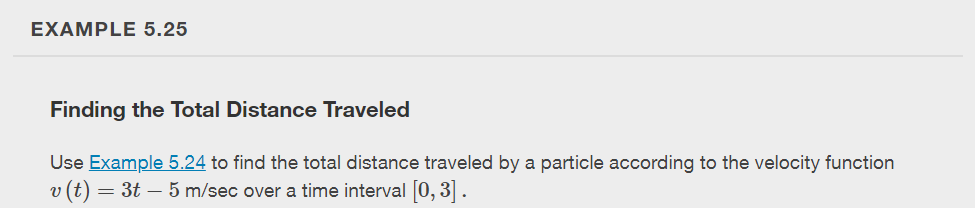 EXAMPLE 5.25
Finding the Total Distance Traveled
Use Example 5.24 to find the total distance traveled by a particle according to the velocity function
v (t) = 3t − 5 m/sec over a time interval [0, 3] .